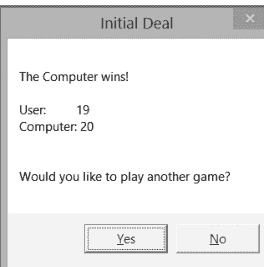 Initial Deal
The Computer wins!
User: 19
Computer: 20
Would you like to play another game?
Yes
No